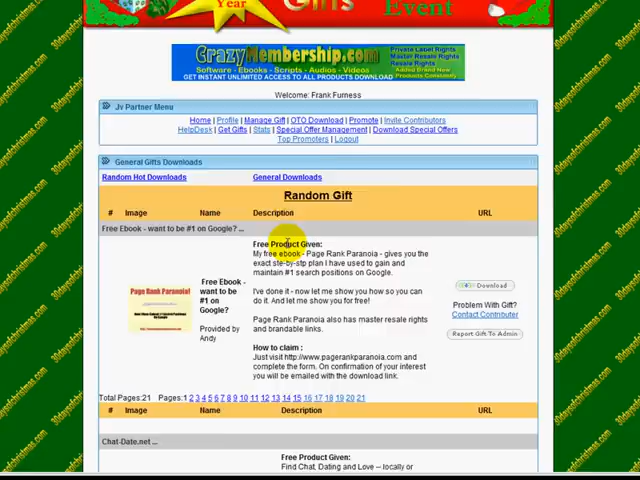 Year
Gifts
Event
CrazyMembership.com
Private Label Rights
Master Resale Rights
Resale Rights
Software - Ebooks - Scripts - Audios - Videos
Added Brand New
GET INSTANT UNLIMITED ACCESS TO ALL PRODUCTS DOWNLOAD
Products Constantly
Welcome: Frank Furness
Jv Partner Menu
Home | Profile | Manage Gift | OTO Download | Promote | Invite Contributors
HelpDesk | Get Gifts | Stats | Special Offer Management | Download Special Offers
Top Promoters | Logout
General Gifts Downloads
Random Hot Downloads
General Downloads
Random Gift
# Image Name Description URL
Free Ebook - want to be #1 on Google? ...
Free Product Given:
My free ebook - Page Rank Paranoia - gives you the
exact ste-by-stp plan I have used to gain and
maintain #1 search positions on Google.
I've done it - now let me show you how so you can
do it. And let me show you for free!
Page Rank Paranoia also has master resale rights
and brandable links.
How to claim :
Just visit http://www.pagerankparanoia.com and
complete the form. On confirmation of your interest
you will be emailed with the download link.
Page Rank Paranoia!
Free Ebook -
want to be
#1 on
Google?
Provided by
Andy
Download
Problem With Gift?
Contact Contributer
Report Gift To Admin
Total Pages:21 Pages:1 2 3 4 5 6 7 8 9 10 11 12 13 14 15 16 17 18 19 20 21
# Image Name Description URL
Chat-Date.net ...
Free Product Given:
Find Chat, Dating and Love -- locally or
30daysofchristmas.com